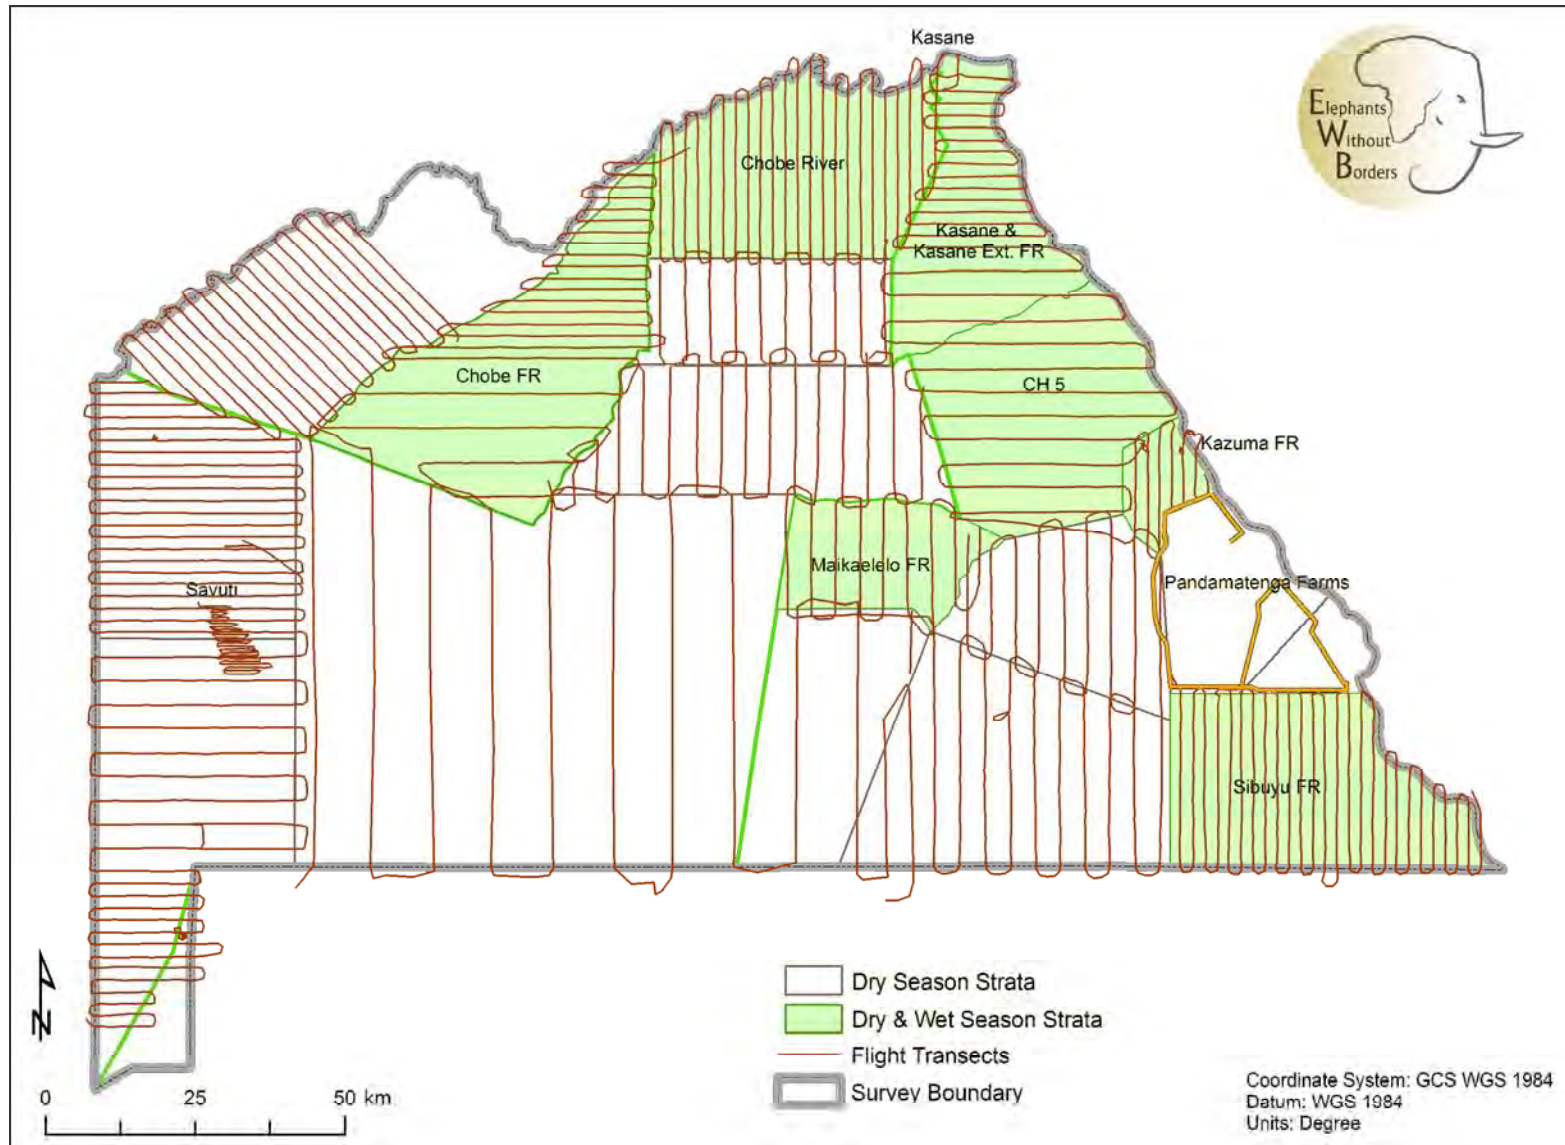 Kasane
Elephants
Without
Borders
Chobe River
Kasane &
Kasane Ext. FR
Chobe FR
CH 5
Kazuma FR
Maikaelelo FR
Pandamatenga Farms
Savuti
Sibuyu FR
N
Dry Season Strata
Dry & Wet Season Strata
Flight Transects
Survey Boundary
0 25 50 km
Coordinate System: GCS WGS 1984
Datum: WGS 1984
Units: Degree